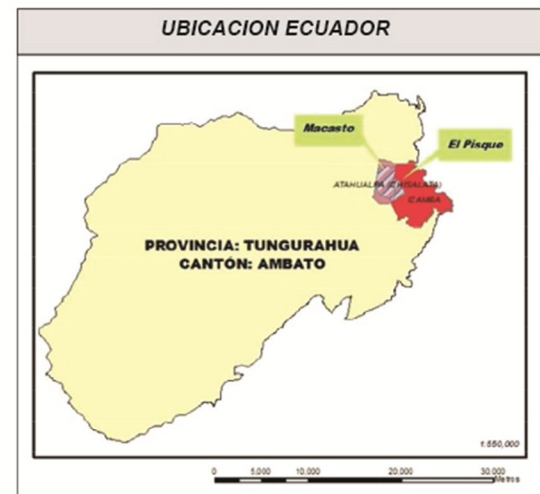 UBICACION ECUADOR
Macasto
El Pisque
ATAHUALPA (CHISALATA)
IZAMBA
PROVINCIA: TUNGURAHUA
CANTÓN: AMBATO
1:550,000
0 5.000 10.000 20.000 30.000
Metros